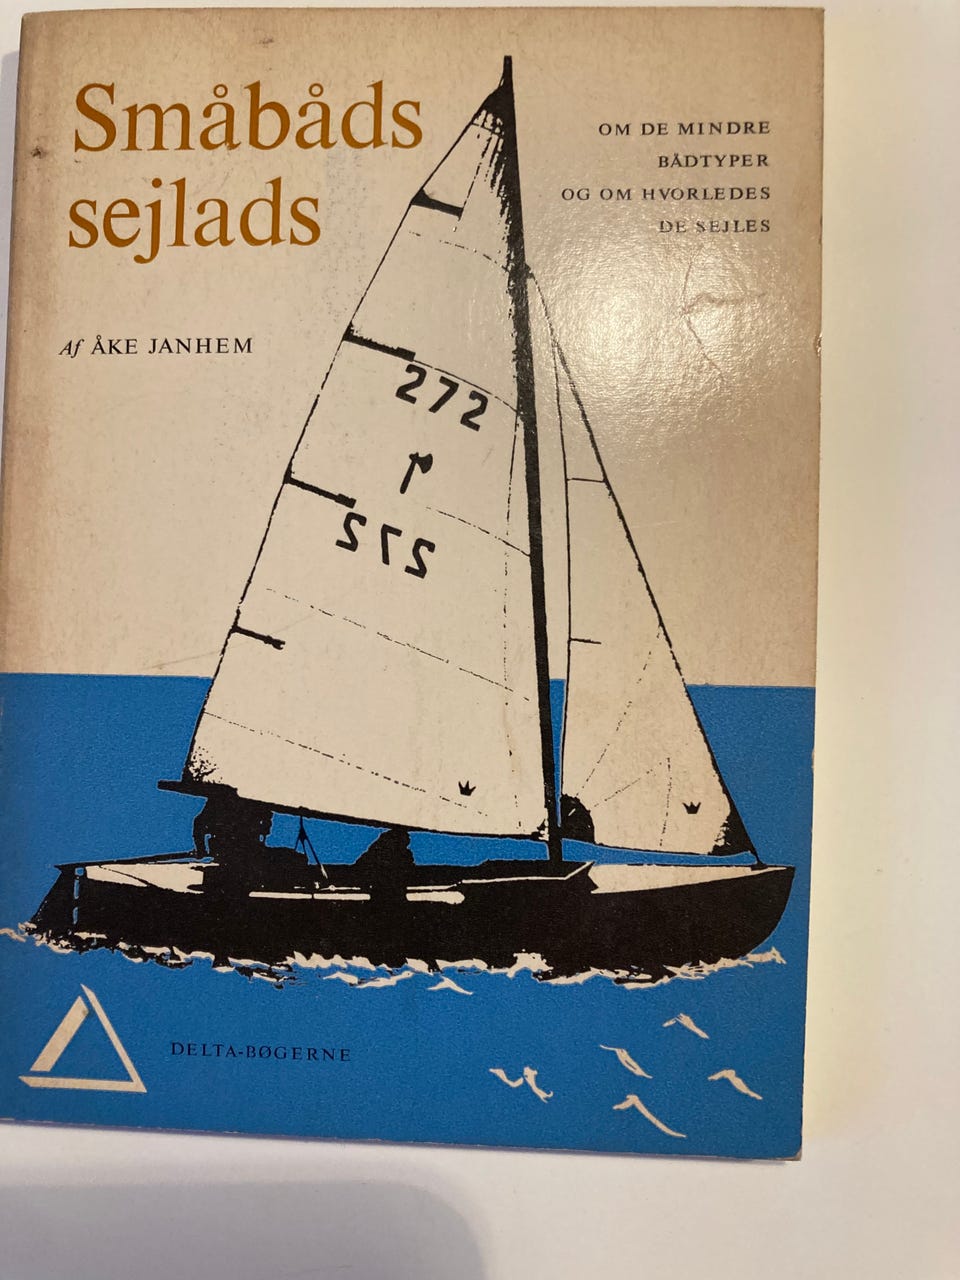 Småbåds
sejlads
OM DE MINDRE
BÅDTYPER
OG OM HVORLEDES
DE SEJLES
Af ÅKE JANHEM
272
272
DELTA-BØGERNE